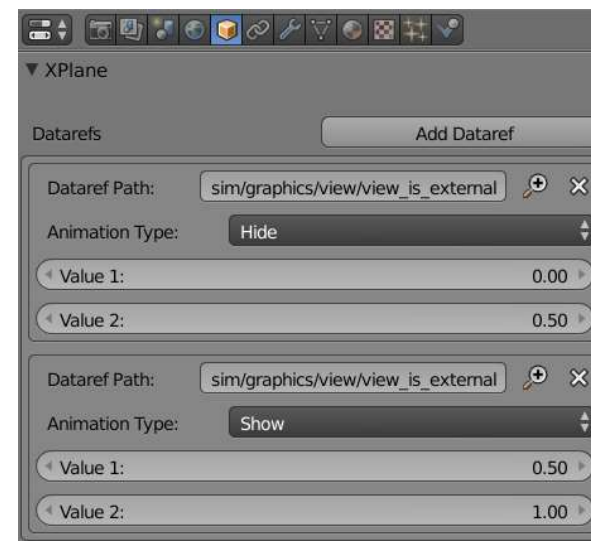 XPlane
Datarefs Add Dataref
Dataref Path: sim/graphics/view/view_is_external
Animation Type: Hide
Value 1: 0.00
Value 2: 0.50
Dataref Path: sim/graphics/view/view_is_external
Animation Type: Show
Value 1: 0.50
Value 2: 1.00